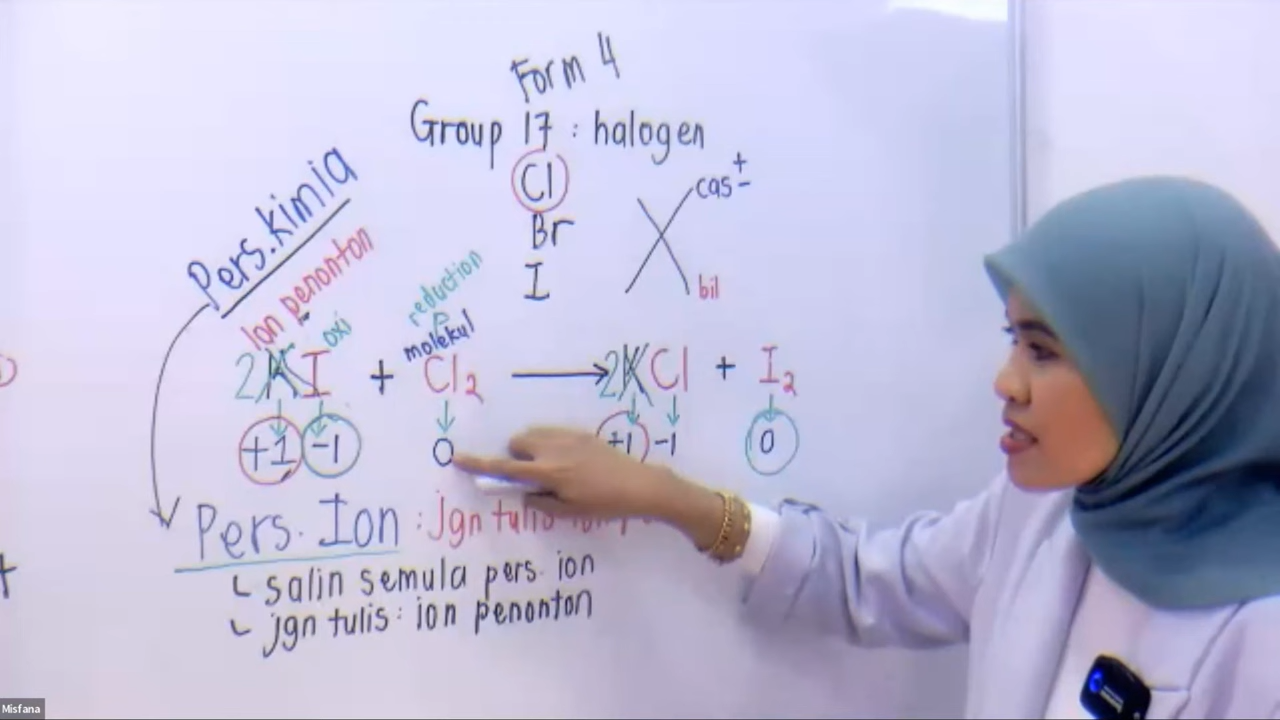 Form 4
Group 17 : halogen
Cl
Br
I
cas + -
bil
Pers. kimia
Ion penonton
oxi
reduction
molekul
2KI + Cl2 → 2KCl + I2
+1 -1 0 +1 -1 0
Pers. Ion : jgn tulis ion
salin semula pers. ion
jgn tulis : ion penonton
Misfana